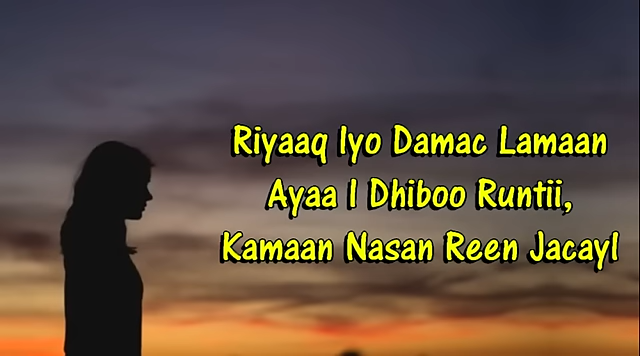 Riyaaq Iyo Damac Lamaan
Ayaa I Dhiboo Runtii,
Kamaan Nasan Reen Jacayl